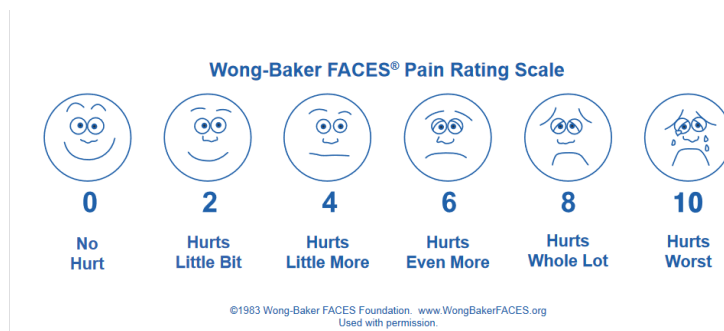 Wong-Baker FACES® Pain Rating Scale
0 2 4 6 8 10
No Hurts Hurts Hurts Hurts Hurts
Hurt Little Bit Little More Even More Whole Lot Worst
©1983 Wong-Baker FACES Foundation. www.WongBakerFACES.org
Used with permission.